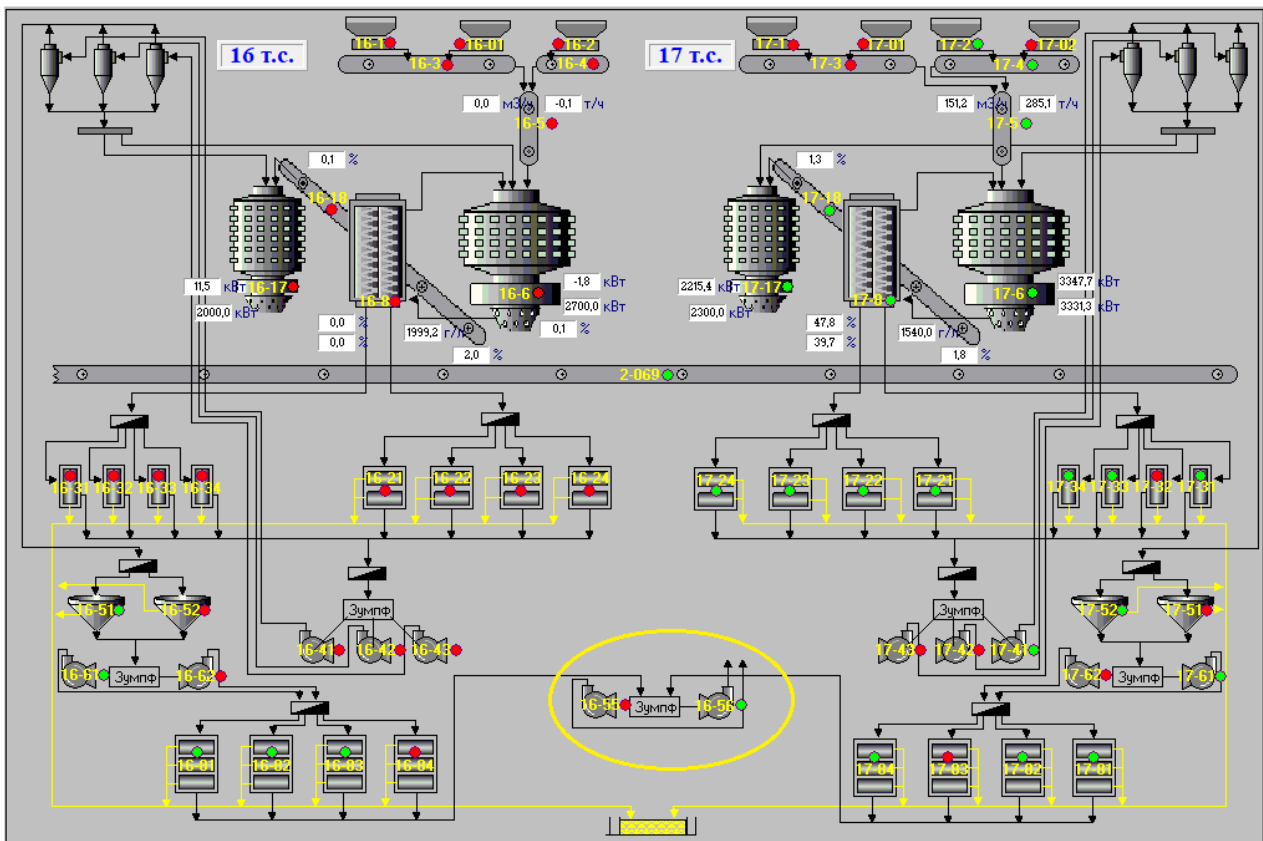 16-1 16-01 16-2 17-1 17-01 17-2 17-02
16 т.с. 17 т.с.
16-3 16-4 17-3 17-4
0,0 м3/ч -0,1 т/ч 151,2 м3/ч 285,1 т/ч
16-5 17-5
0,1 % 1,3 %
16-18 17-18
11,5 кВт 16-17 16-8 16-6 -1,8 кВт 2215,4 кВт 17-17 17-8 17-6 3347,7 кВт
2000,0 кВт 2700,0 кВт 2300,0 кВт 3331,3 кВт
0,0 % 1999,2 г/л 0,1 % 47,8 % 1540,0 г/л
0,0 % 2,0 % 39,7 % 1,8 %
2-069
16-31 16-32 16-33 16-34 16-21 16-22 16-23 16-24 17-24 17-23 17-22 17-21 17-34 17-33 17-32 17-31
16-51 16-52 Зумпф Зумпф 17-52 17-51
16-41 16-42 16-43 17-43 17-42 17-41
16-61 Зумпф 16-62 17-62 Зумпф 17-61
16-55 Зумпф 16-56
16-81 16-82 16-83 16-84 17-84 17-83 17-82 17-81